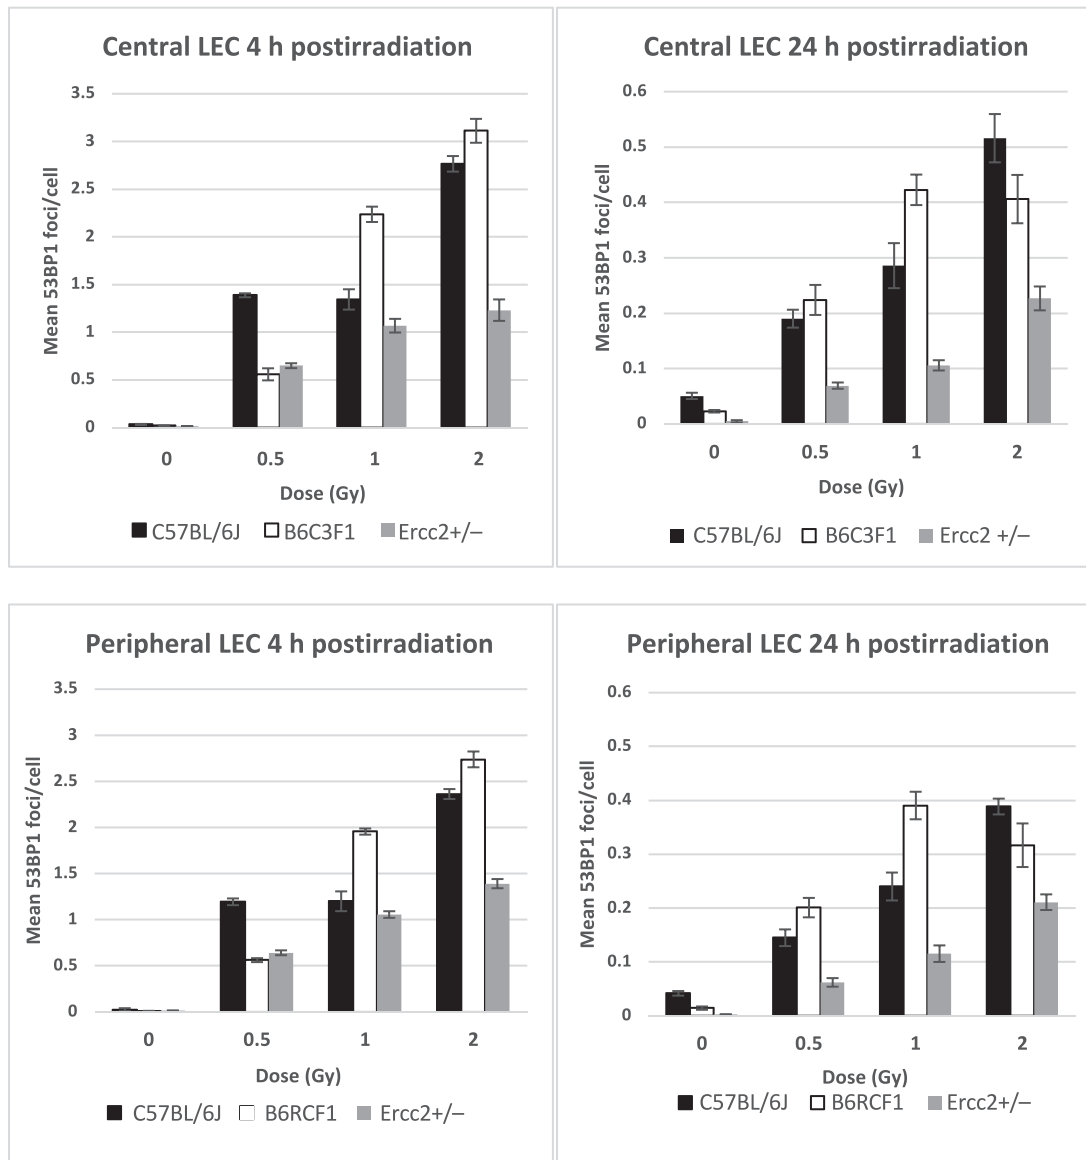 Central LEC 4 h postirradiation
Mean 53BP1 foci/cell
3.5
3
2.5
2
1.5
1
0.5
0
0 0.5 1 2
Dose (Gy)
C57BL/6J B6C3F1 Ercc2+/–
Central LEC 24 h postirradiation
Mean 53BP1 foci/cell
0.6
0.5
0.4
0.3
0.2
0.1
0
0 0.5 1 2
Dose (Gy)
C57BL/6J B6C3F1 Ercc2 +/–
Peripheral LEC 4 h postirradiation
Mean 53BP1 foci/cell
3.5
3
2.5
2
1.5
1
0.5
0
0 0.5 1 2
Dose (Gy)
C57BL/6J B6RCF1 Ercc2+/–
Peripheral LEC 24 h postirradiation
Mean 53BP1 foci/cell
0.6
0.5
0.4
0.3
0.2
0.1
0
0 0.5 1 2
Dose (Gy)
C57BL/6J B6RCF1 Ercc2+/–